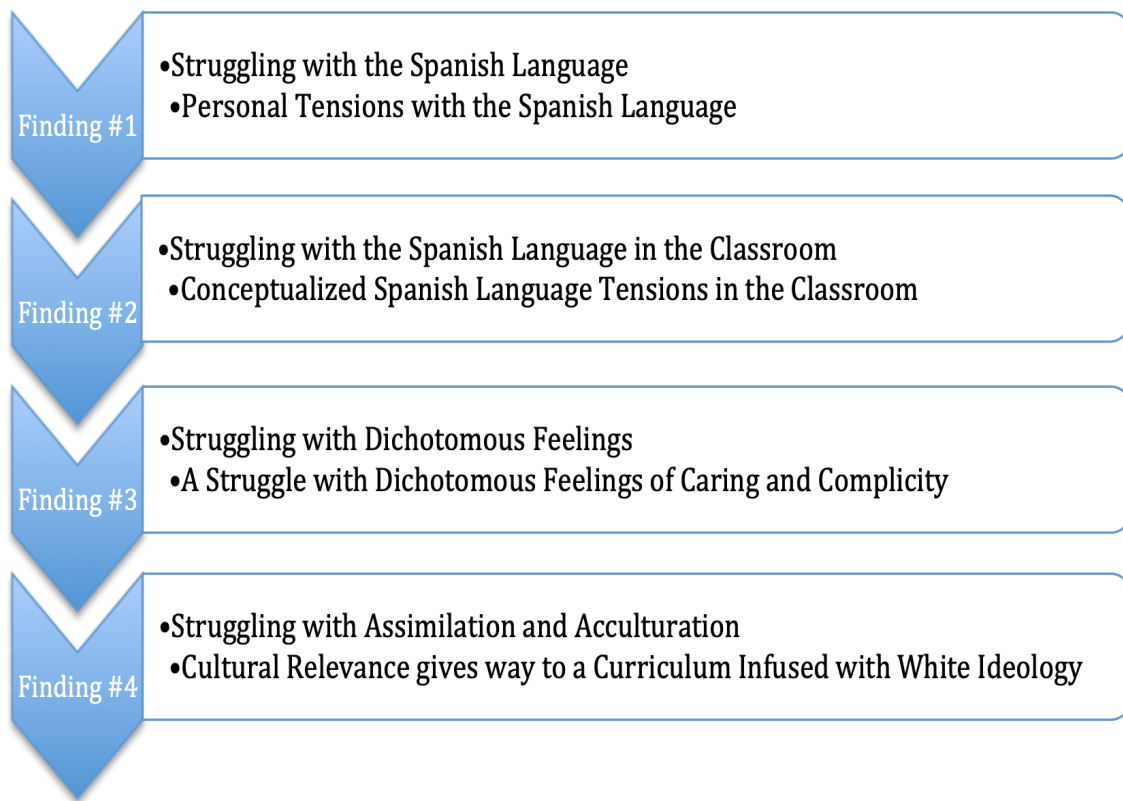 Finding #1
•Struggling with the Spanish Language
•Personal Tensions with the Spanish Language
Finding #2
•Struggling with the Spanish Language in the Classroom
•Conceptualized Spanish Language Tensions in the Classroom
Finding #3
•Struggling with Dichotomous Feelings
•A Struggle with Dichotomous Feelings of Caring and Complicity
Finding #4
•Struggling with Assimilation and Acculturation
•Cultural Relevance gives way to a Curriculum Infused with White Ideology